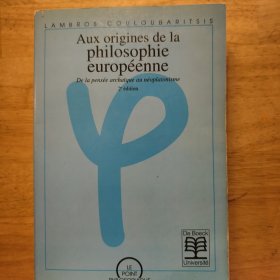 LAMBROS COULOUBARITSIS
Aux origines de la
philosophie
européenne
De la pensée archaïque au néoplatonisme
2e édition
φ
De Boeck
Université
LE
POINT
PHILOSOPHIQUE